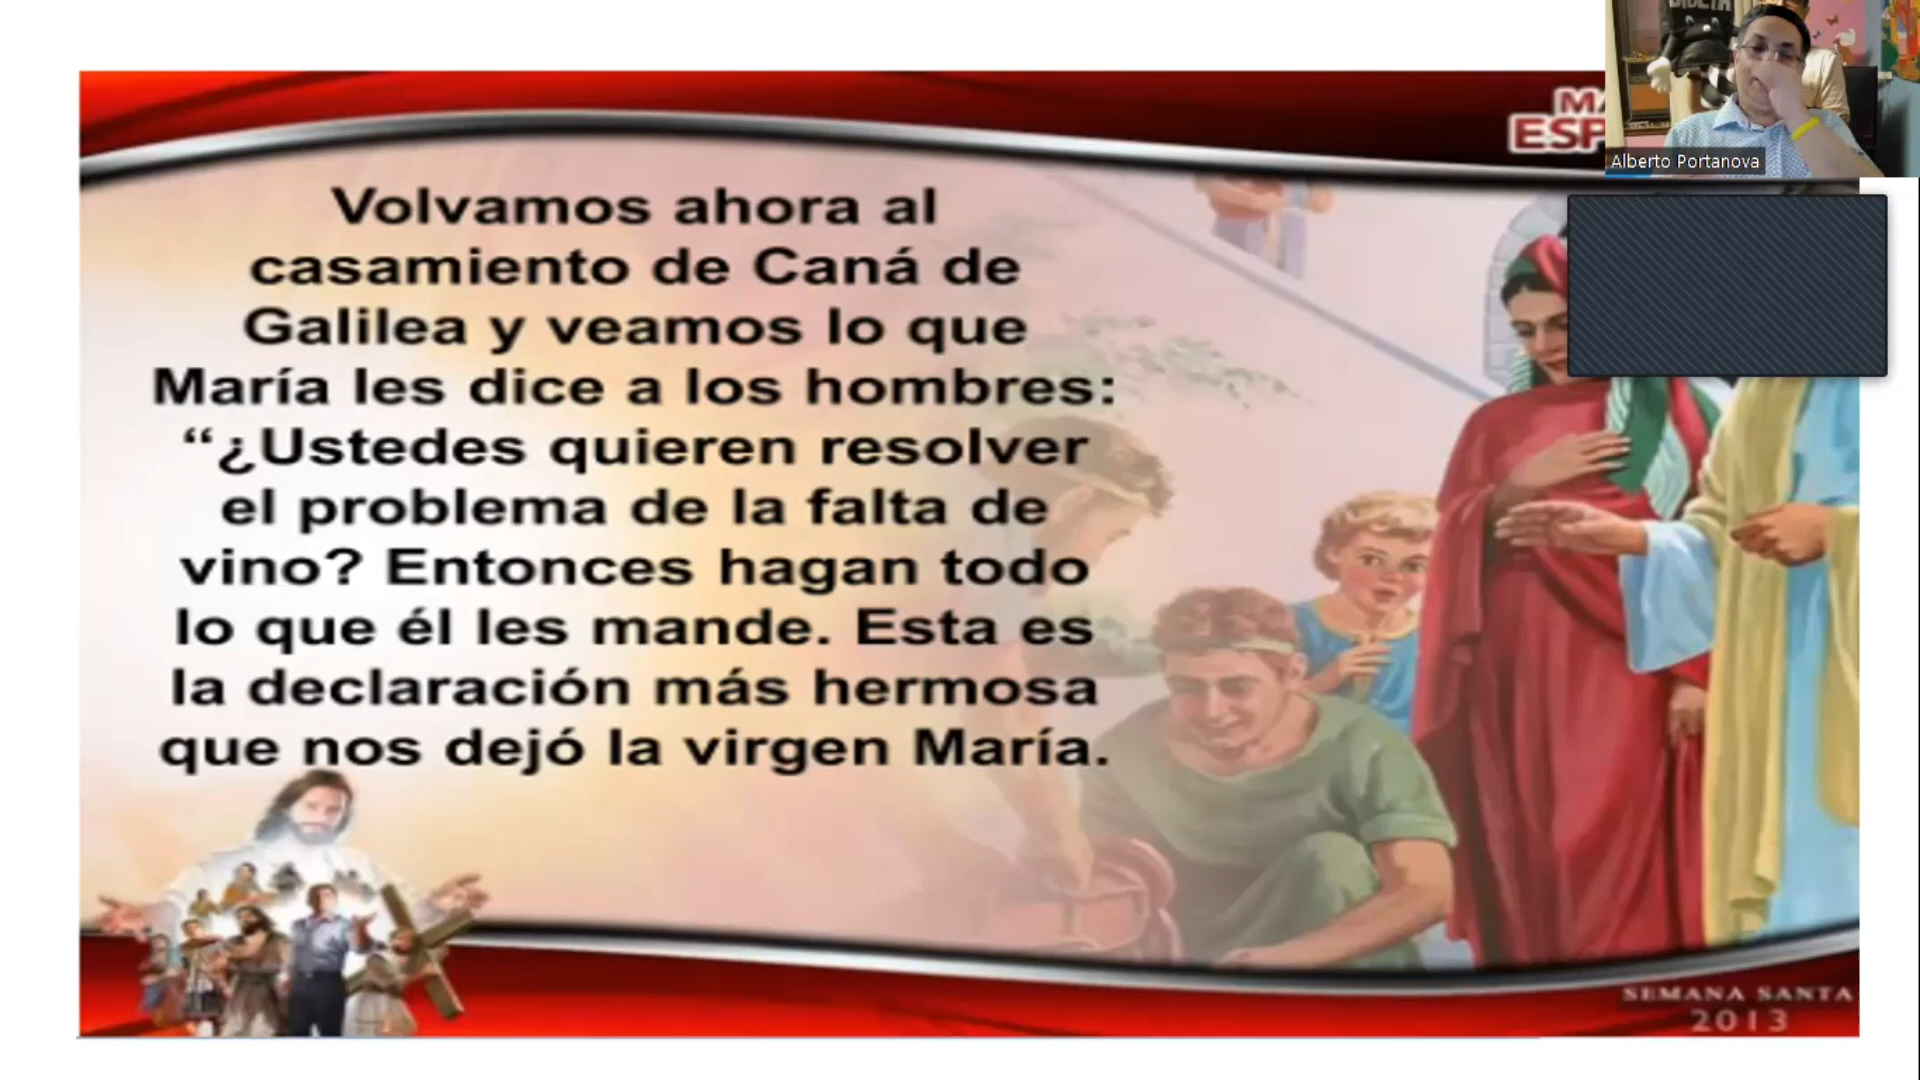 Volvamos ahora al
casamiento de Caná de
Galilea y veamos lo que
María les dice a los hombres:
“¿Ustedes quieren resolver
el problema de la falta de
vino? Entonces hagan todo
lo que él les mande. Esta es
la declaración más hermosa
que nos dejó la virgen María.
Alberto Portanova
SEMANA SANTA
2013